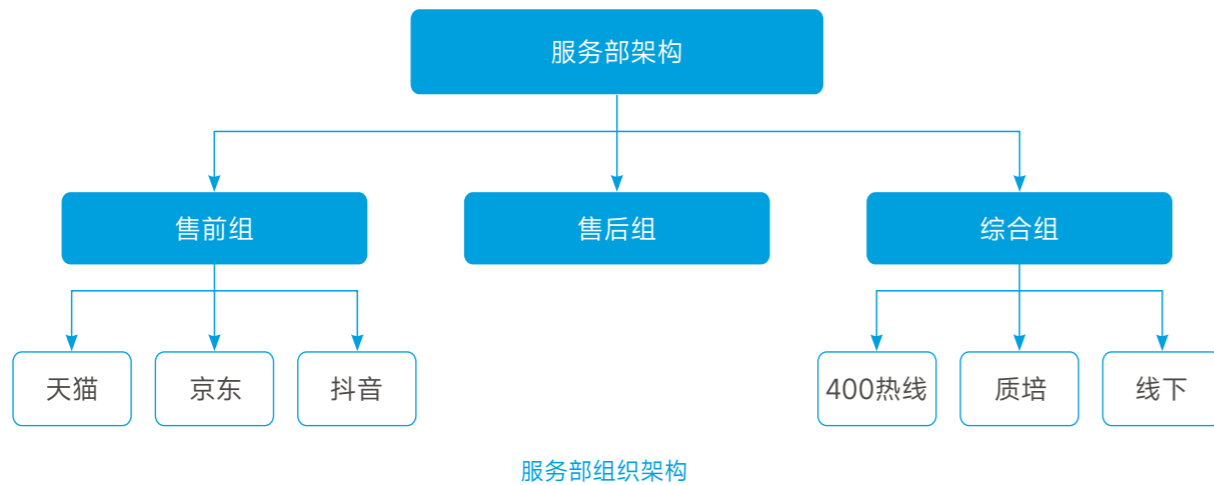 服务部架构
售前组
售后组
综合组
天猫
京东
抖音
400热线
质培
线下
服务部组织架构